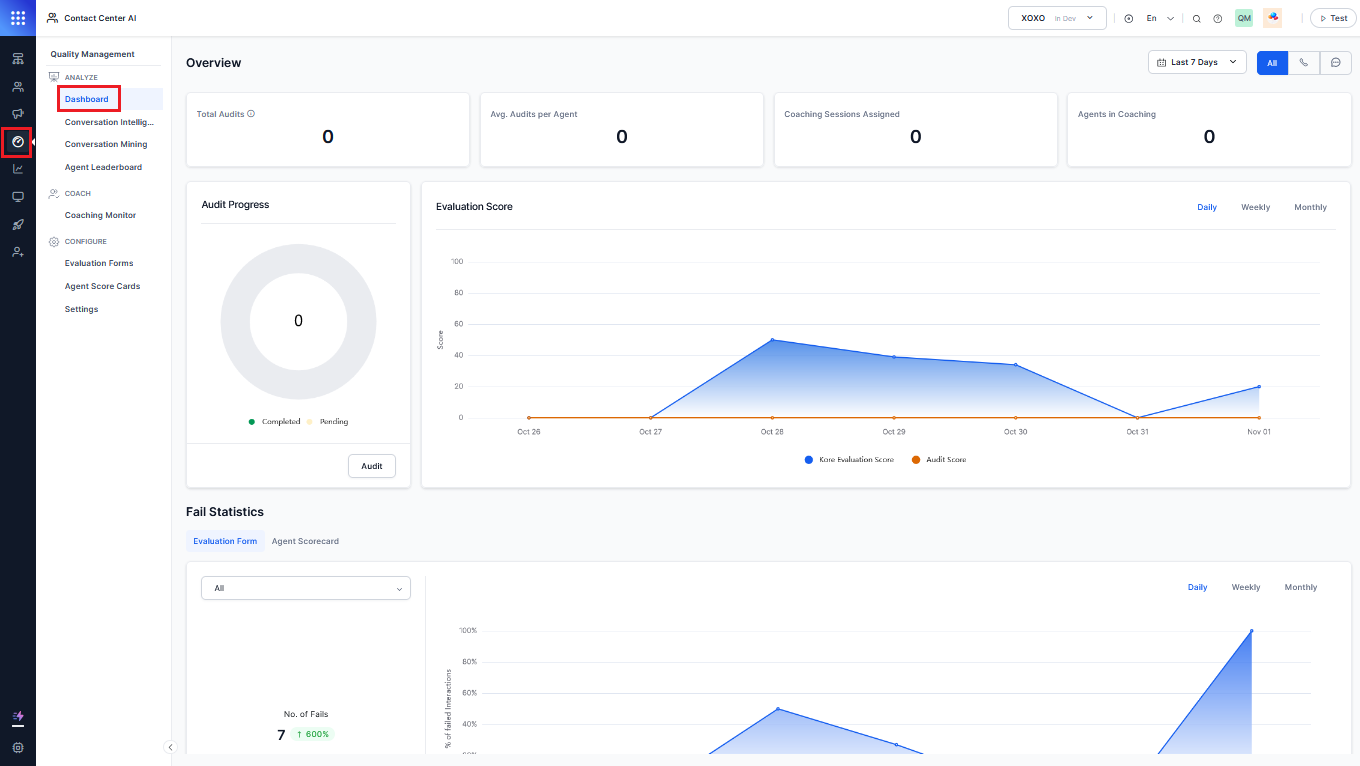 Contact Center AI
XOXO In Dev
En
QM
Test
Quality Management
ANALYZE
Dashboard
Conversation Intellig...
Conversation Mining
Agent Leaderboard
COACH
Coaching Monitor
CONFIGURE
Evaluation Forms
Agent Score Cards
Settings
Overview
Last 7 Days
All
Total Audits
0
Avg. Audits per Agent
0
Coaching Sessions Assigned
0
Agents in Coaching
0
Audit Progress
0
Completed Pending
Audit
Evaluation Score
Daily Weekly Monthly
Score
100
80
60
40
20
0
Oct 26 Oct 27 Oct 28 Oct 29 Oct 30 Oct 31 Nov 01
Kore Evaluation Score Audit Score
Fail Statistics
Evaluation Form Agent Scorecard
All
No. of Fails
7 ↑ 600%
Daily Weekly Monthly
% of failed Interactions
100%
80%
60%
40%